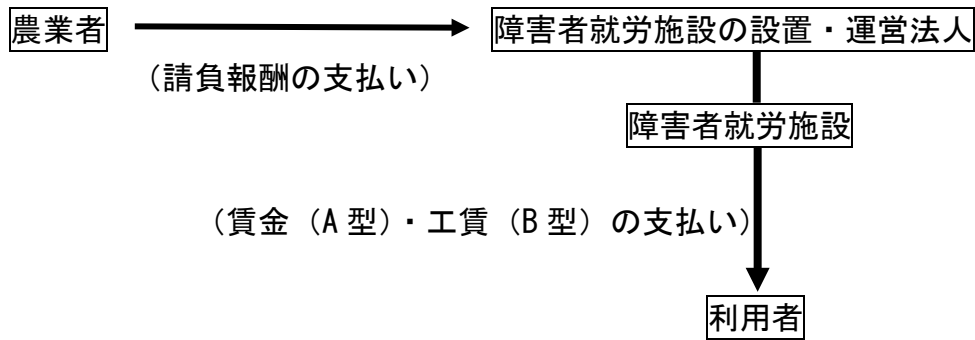 農業者
障害者就労施設の設置・運営法人
（請負報酬の支払い）
障害者就労施設
（賃金（A型）・工賃（B型）の支払い）
利用者